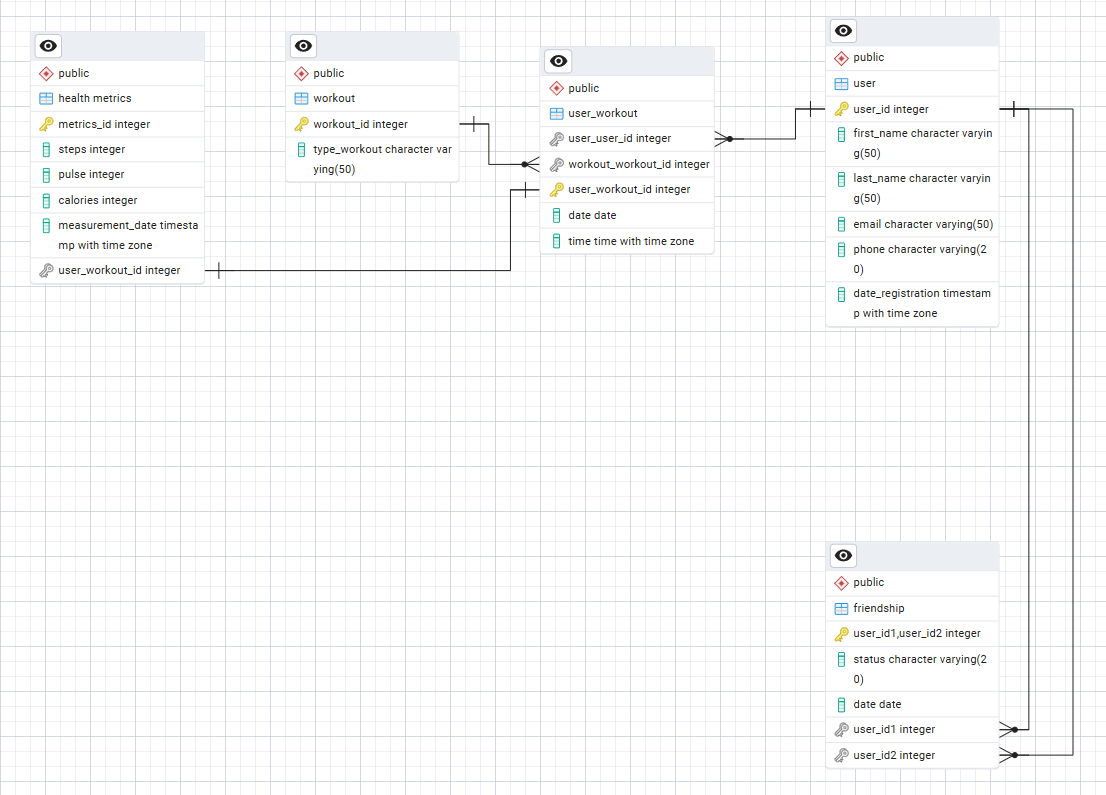 public
health metrics
metrics_id integer
steps integer
pulse integer
calories integer
measurement_date timesta
mp with time zone
user_workout_id integer
public
workout
workout_id integer
type_workout character var
ying(50)
public
user_workout
user_user_id integer
workout_workout_id integer
user_workout_id integer
date date
time time with time zone
public
user
user_id integer
first_name character varyin
g(50)
last_name character varyin
g(50)
email character varying(50)
phone character varying(2
0)
date_registration timestam
p with time zone
public
friendship
user_id1,user_id2 integer
status character varying(2
0)
date date
user_id1 integer
user_id2 integer